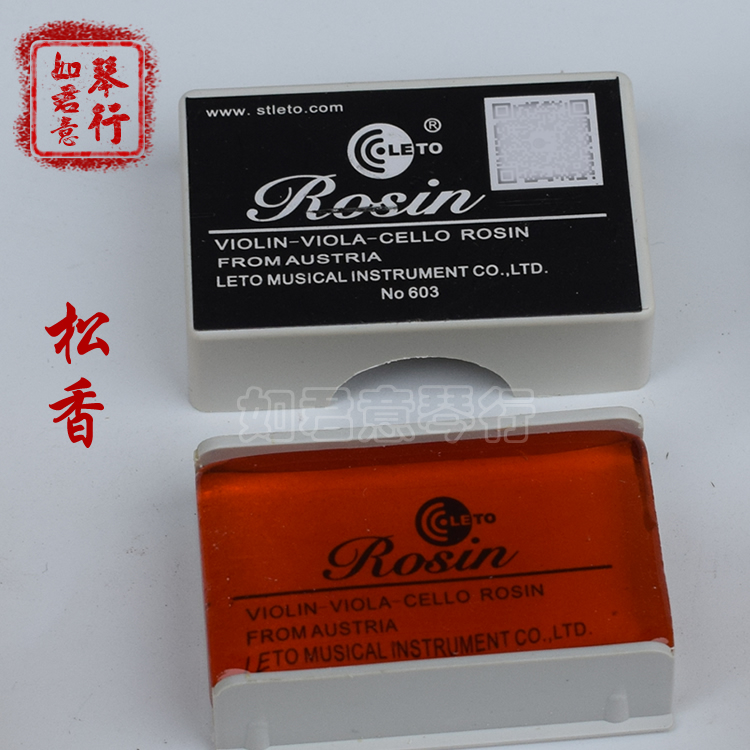 如君意
琴行
www.stleto.com
LETO®
Rosin
VIOLIN-VIOLA-CELLO ROSIN
FROM AUSTRIA
LETO MUSICAL INSTRUMENT CO.,LTD.
No 603
松香
如君意琴行
LETO
Rosin
VIOLIN-VIOLA-CELLO ROSIN
FROM AUSTRIA
LETO MUSICAL INSTRUMENT CO.,LTD.